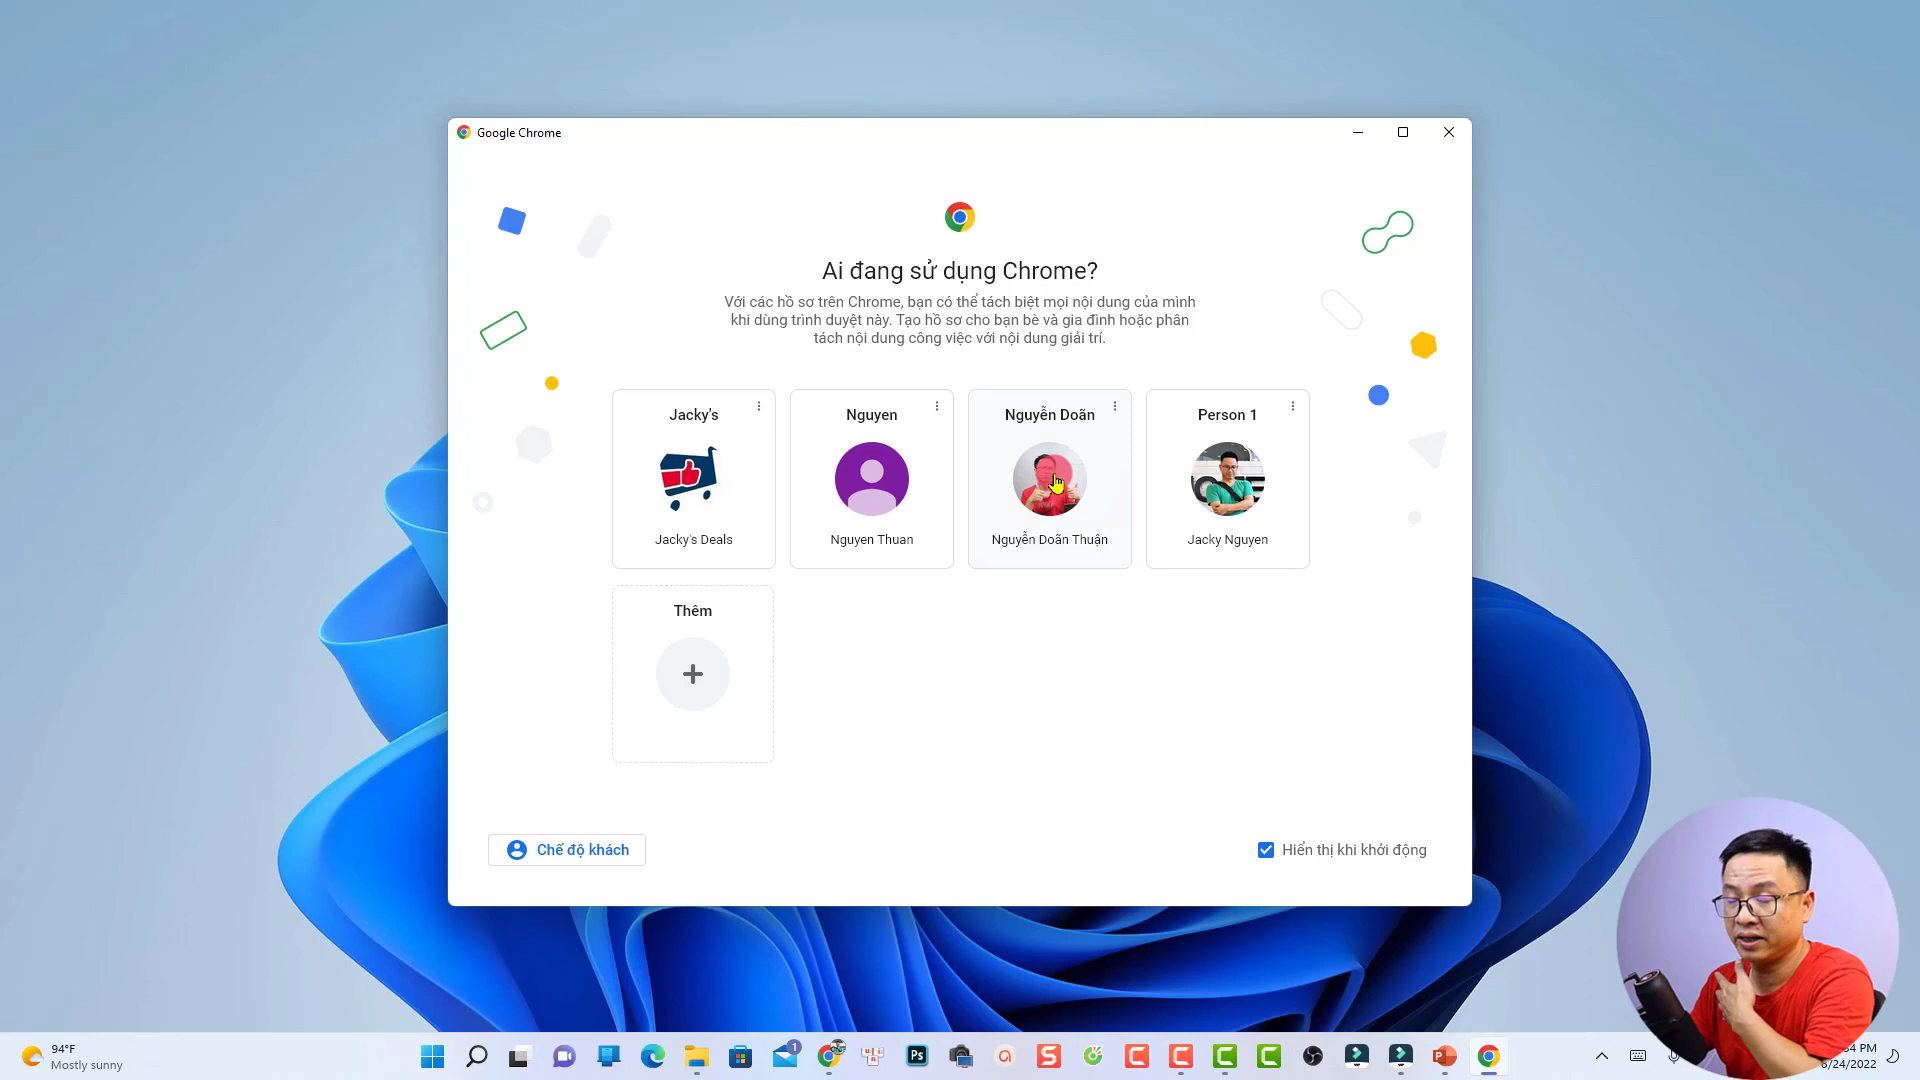 Google Chrome
Ai đang sử dụng Chrome?
Với các hồ sơ trên Chrome, bạn có thể tách biệt mọi nội dung của mình
khi dùng trình duyệt này. Tạo hồ sơ cho bạn bè và gia đình hoặc phân
tách nội dung công việc với nội dung giải trí.
Jacky's
Nguyen
Nguyễn Doãn
Person 1
Jacky's Deals
Nguyen Thuan
Nguyễn Doãn Thuận
Jacky Nguyen
Thêm
Chế độ khách
Hiển thị khi khởi động
94°F
Mostly sunny
1
Ps
PM
8/24/2022